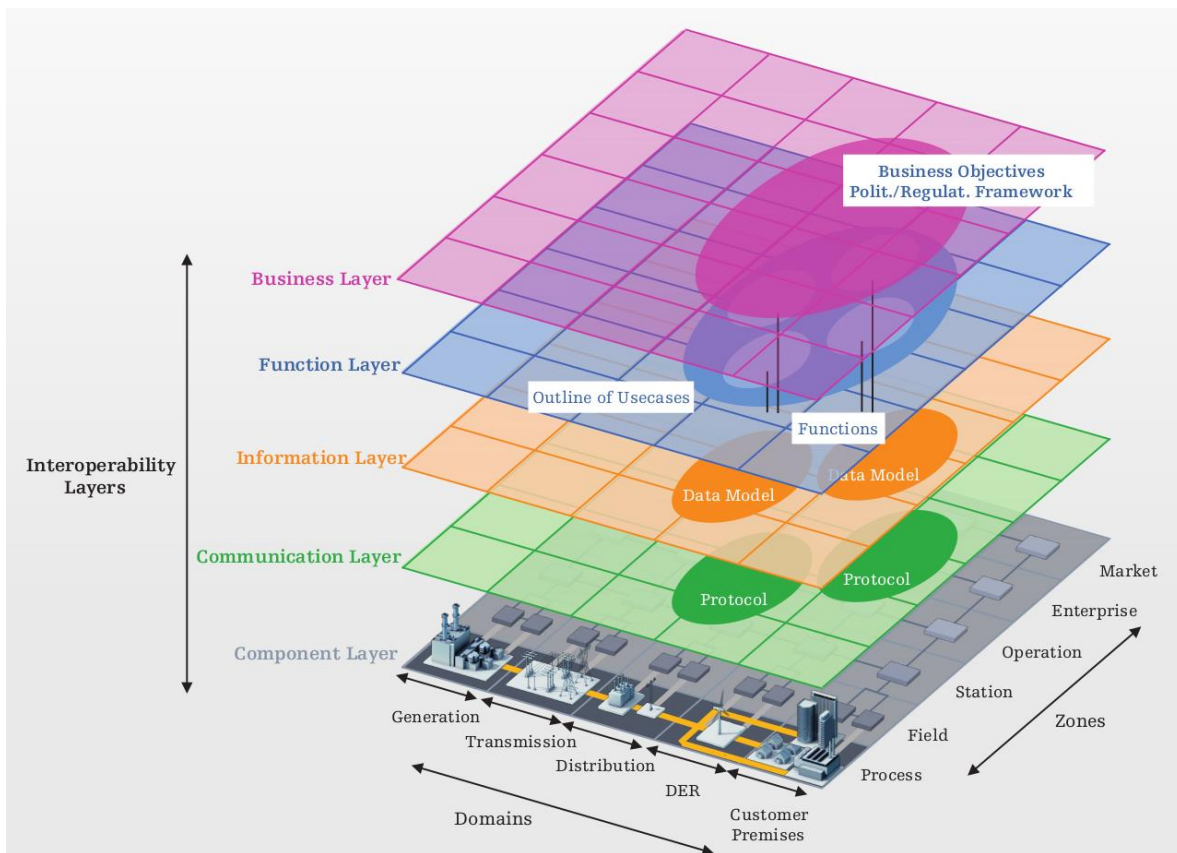 Business Objectives
Polit./Regulat. Framework
Business Layer
Function Layer
Outline of Usecases
Functions
Information Layer
Data Model
Data Model
Interoperability
Layers
Communication Layer
Protocol
Protocol
Component Layer
Market
Enterprise
Operation
Station
Field
Process
Zones
Generation
Transmission
Distribution
DER
Customer
Premises
Domains